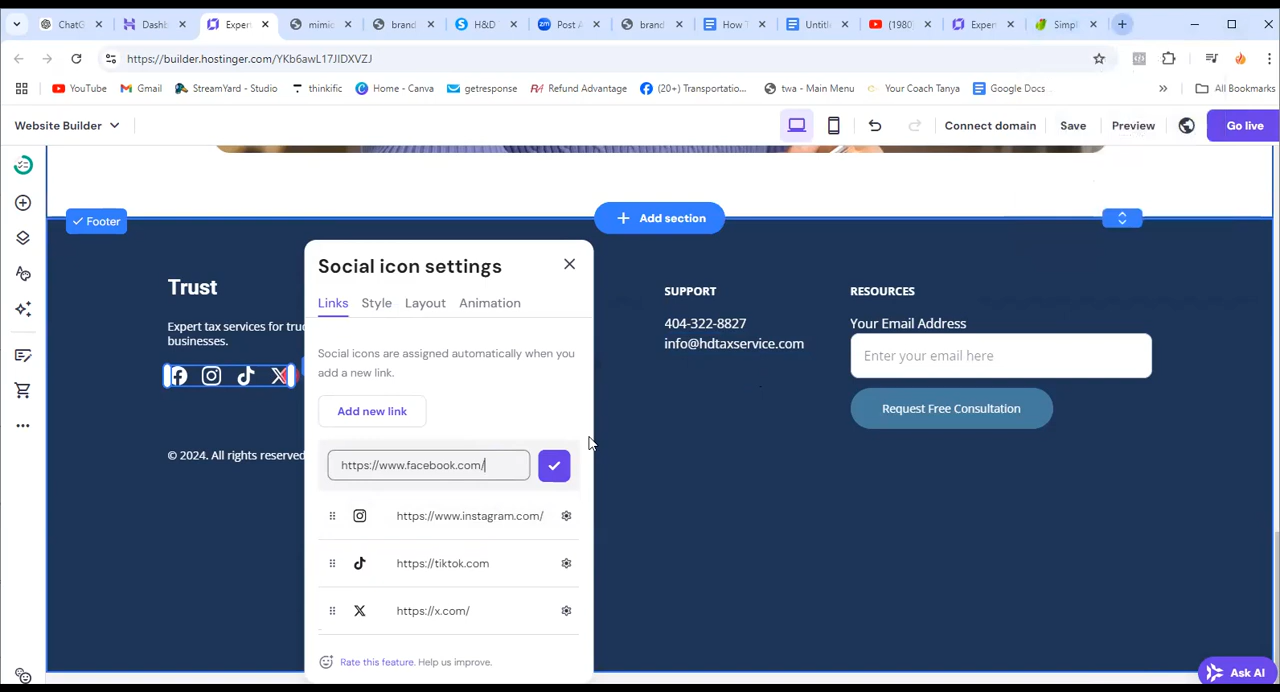 ChatG
Dashb
Expert
mimic
brand
H&D
Post A
brand
How T
Untitl
(1980
Expert
Simpl
https://builder.hostinger.com/YKb6awL17JIDXVZJ
YouTube
Gmail
StreamYard - Studio
thinkific
Home - Canva
getresponse
Refund Advantage
(20+) Transportatio...
twa - Main Menu
Your Coach Tanya
Google Docs
All Bookmarks
Website Builder
Connect domain
Save
Preview
Go live
Footer
Add section
Trust
Expert tax services for tru
businesses.
© 2024. All rights reserved
Social icon settings
Links
Style
Layout
Animation
Social icons are assigned automatically when you
add a new link.
Add new link
https://www.facebook.com/
https://www.instagram.com/
https://tiktok.com
https://x.com/
Rate this feature. Help us improve.
SUPPORT
404-322-8827
info@hdtaxservice.com
RESOURCES
Your Email Address
Enter your email here
Request Free Consultation
Ask AI